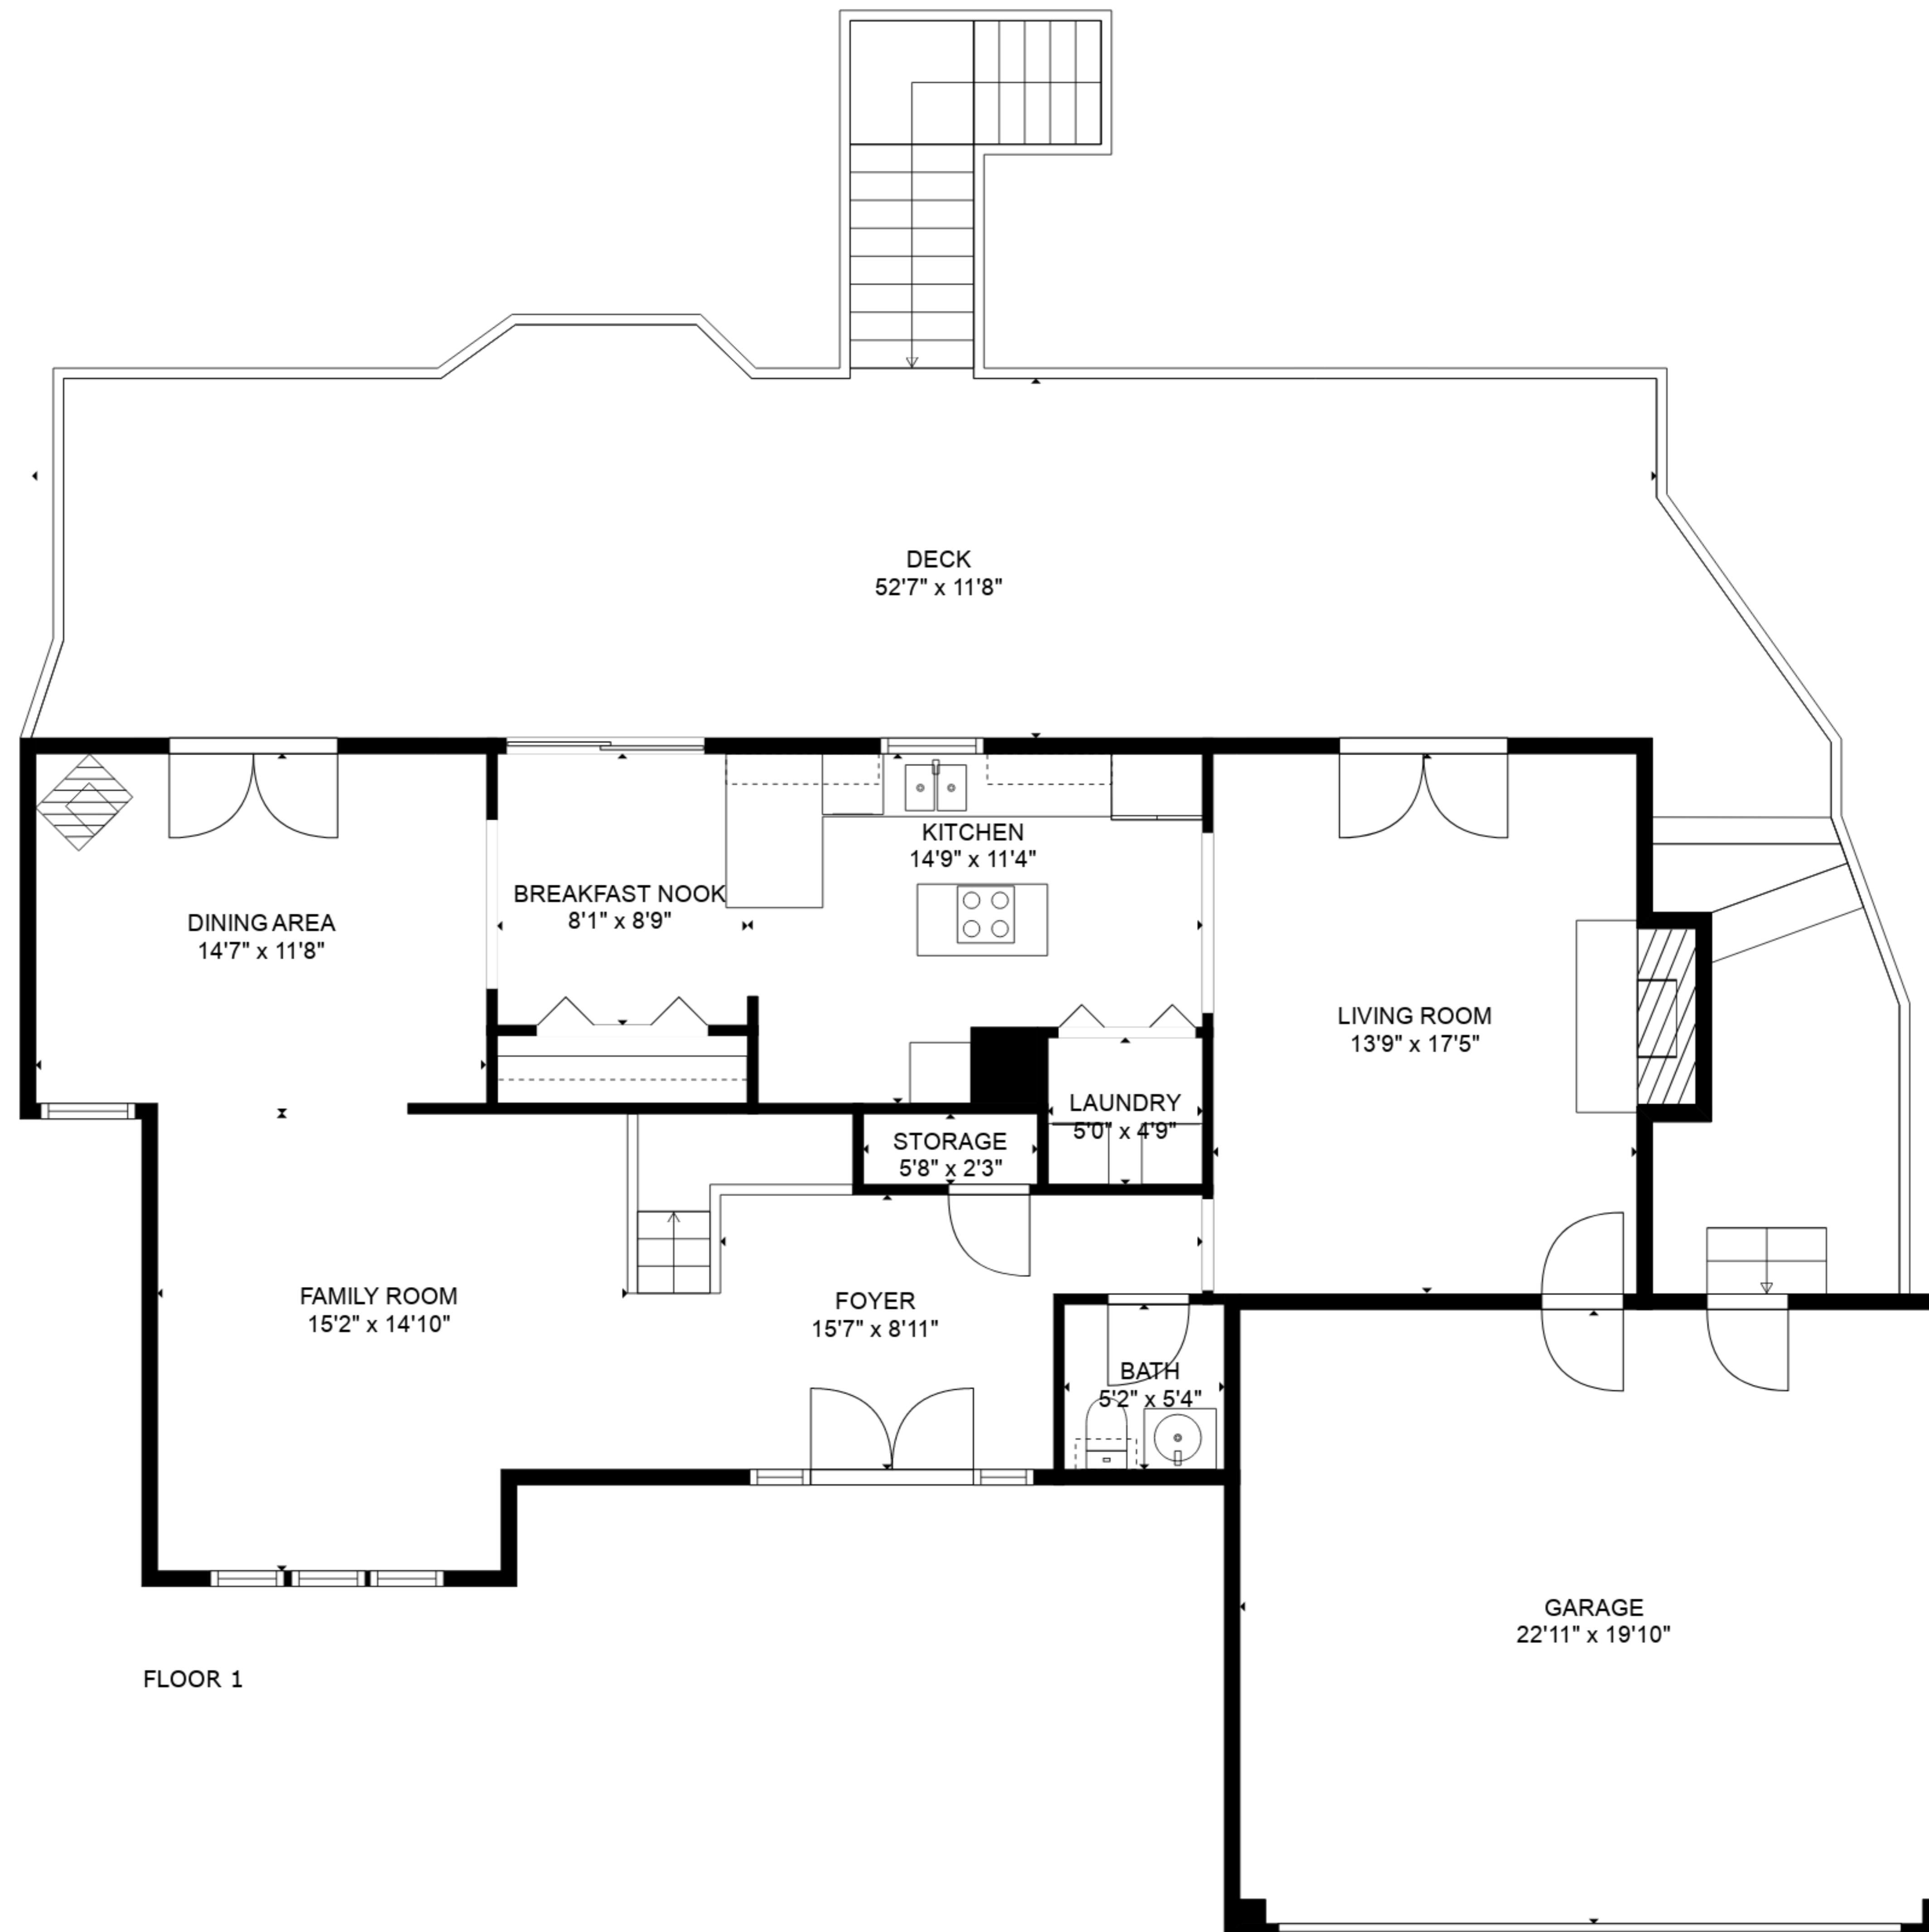 DECK
52'7" x 11'8"
KITCHEN
14'9" x 11'4"
BREAKFAST NOOK
8'1" x 8'9"
DINING AREA
14'7" x 11'8"
LIVING ROOM
13'9" x 17'5"
LAUNDRY
5'0" x 4'9"
STORAGE
5'8" x 2'3"
FAMILY ROOM
15'2" x 14'10"
FOYER
15'7" x 8'11"
BATH
5'2" x 5'4"
GARAGE
22'11" x 19'10"
FLOOR 1